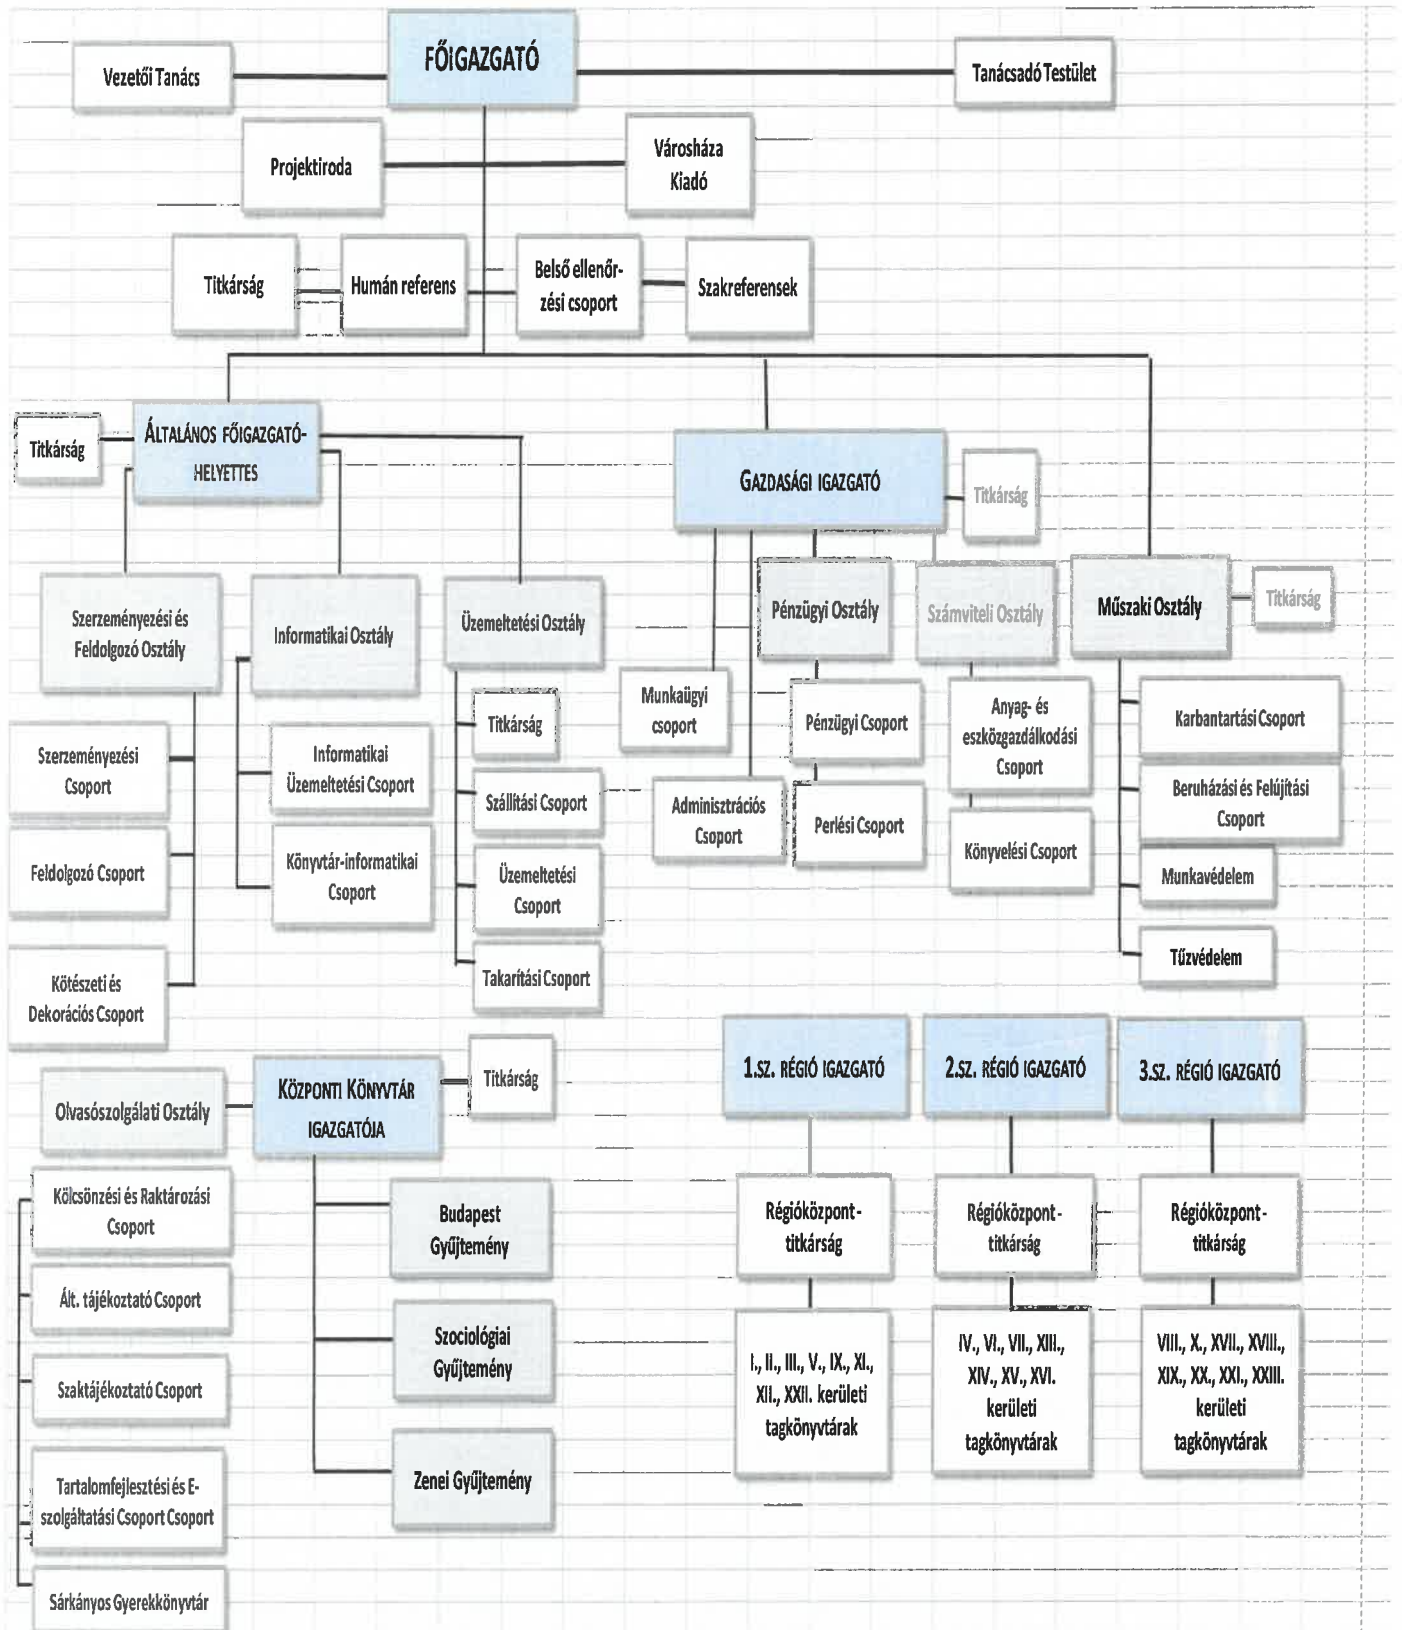 FŐIGAZGATÓ
Vezetői Tanács
Tanácsadó Testület
Projektiroda
Városháza
Kiadó
Titkárság
Humán referens
Belső ellenőr-
zési csoport
Szakreferensek
Titkárság
ÁLTALÁNOS FŐIGAZGATÓ-
HELYETTES
GAZDASÁGI IGAZGATÓ
Titkárság
Szerzeményezési és
Feldolgozó Osztály
Informatikai Osztály
Üzemeltetési Osztály
Pénzügyi Osztály
Számviteli Osztály
Műszaki Osztály
Titkárság
Szerzeményezési
Csoport
Feldolgozó Csoport
Kötészeti és
Dekorációs Csoport
Informatikai
Üzemeltetési Csoport
Könyvtár-informatikai
Csoport
Titkárság
Szállítási Csoport
Üzemeltetési
Csoport
Takarítási Csoport
Munkaügyi
csoport
Adminisztrációs
Csoport
Pénzügyi Csoport
Perlési Csoport
Anyag- és
eszközgazdálkodási
Csoport
Könyvelési Csoport
Karbantartási Csoport
Beruházási és Felújítási
Csoport
Munkavédelem
Tűzvédelem
Olvasószolgálati Osztály
KÖZPONTI KÖNYVTÁR
IGAZGATÓJA
Titkárság
Kölcsönzési és Raktározási
Csoport
Ált. tájékoztató Csoport
Szaktájékoztató Csoport
Tartalomfejlesztési és E-
szolgáltatási Csoport Csoport
Sárkányos Gyerekkönyvtár
Budapest
Gyűjtemény
Szociológiai
Gyűjtemény
Zenei Gyűjtemény
1.SZ. RÉGIÓ IGAZGATÓ
2.SZ. RÉGIÓ IGAZGATÓ
3.SZ. RÉGIÓ IGAZGATÓ
Régióközpont-
titkárság
Régióközpont-
titkárság
Régióközpont-
titkárság
I., II., III., V., IX., XI.,
XII., XXII. kerületi
tagkönyvtárak
IV., VI., VII., XIII.,
XIV., XV., XVI.
kerületi
tagkönyvtárak
VIII., X., XVII., XVIII.,
XIX., XX., XXI., XXIII.
kerületi
tagkönyvtárak